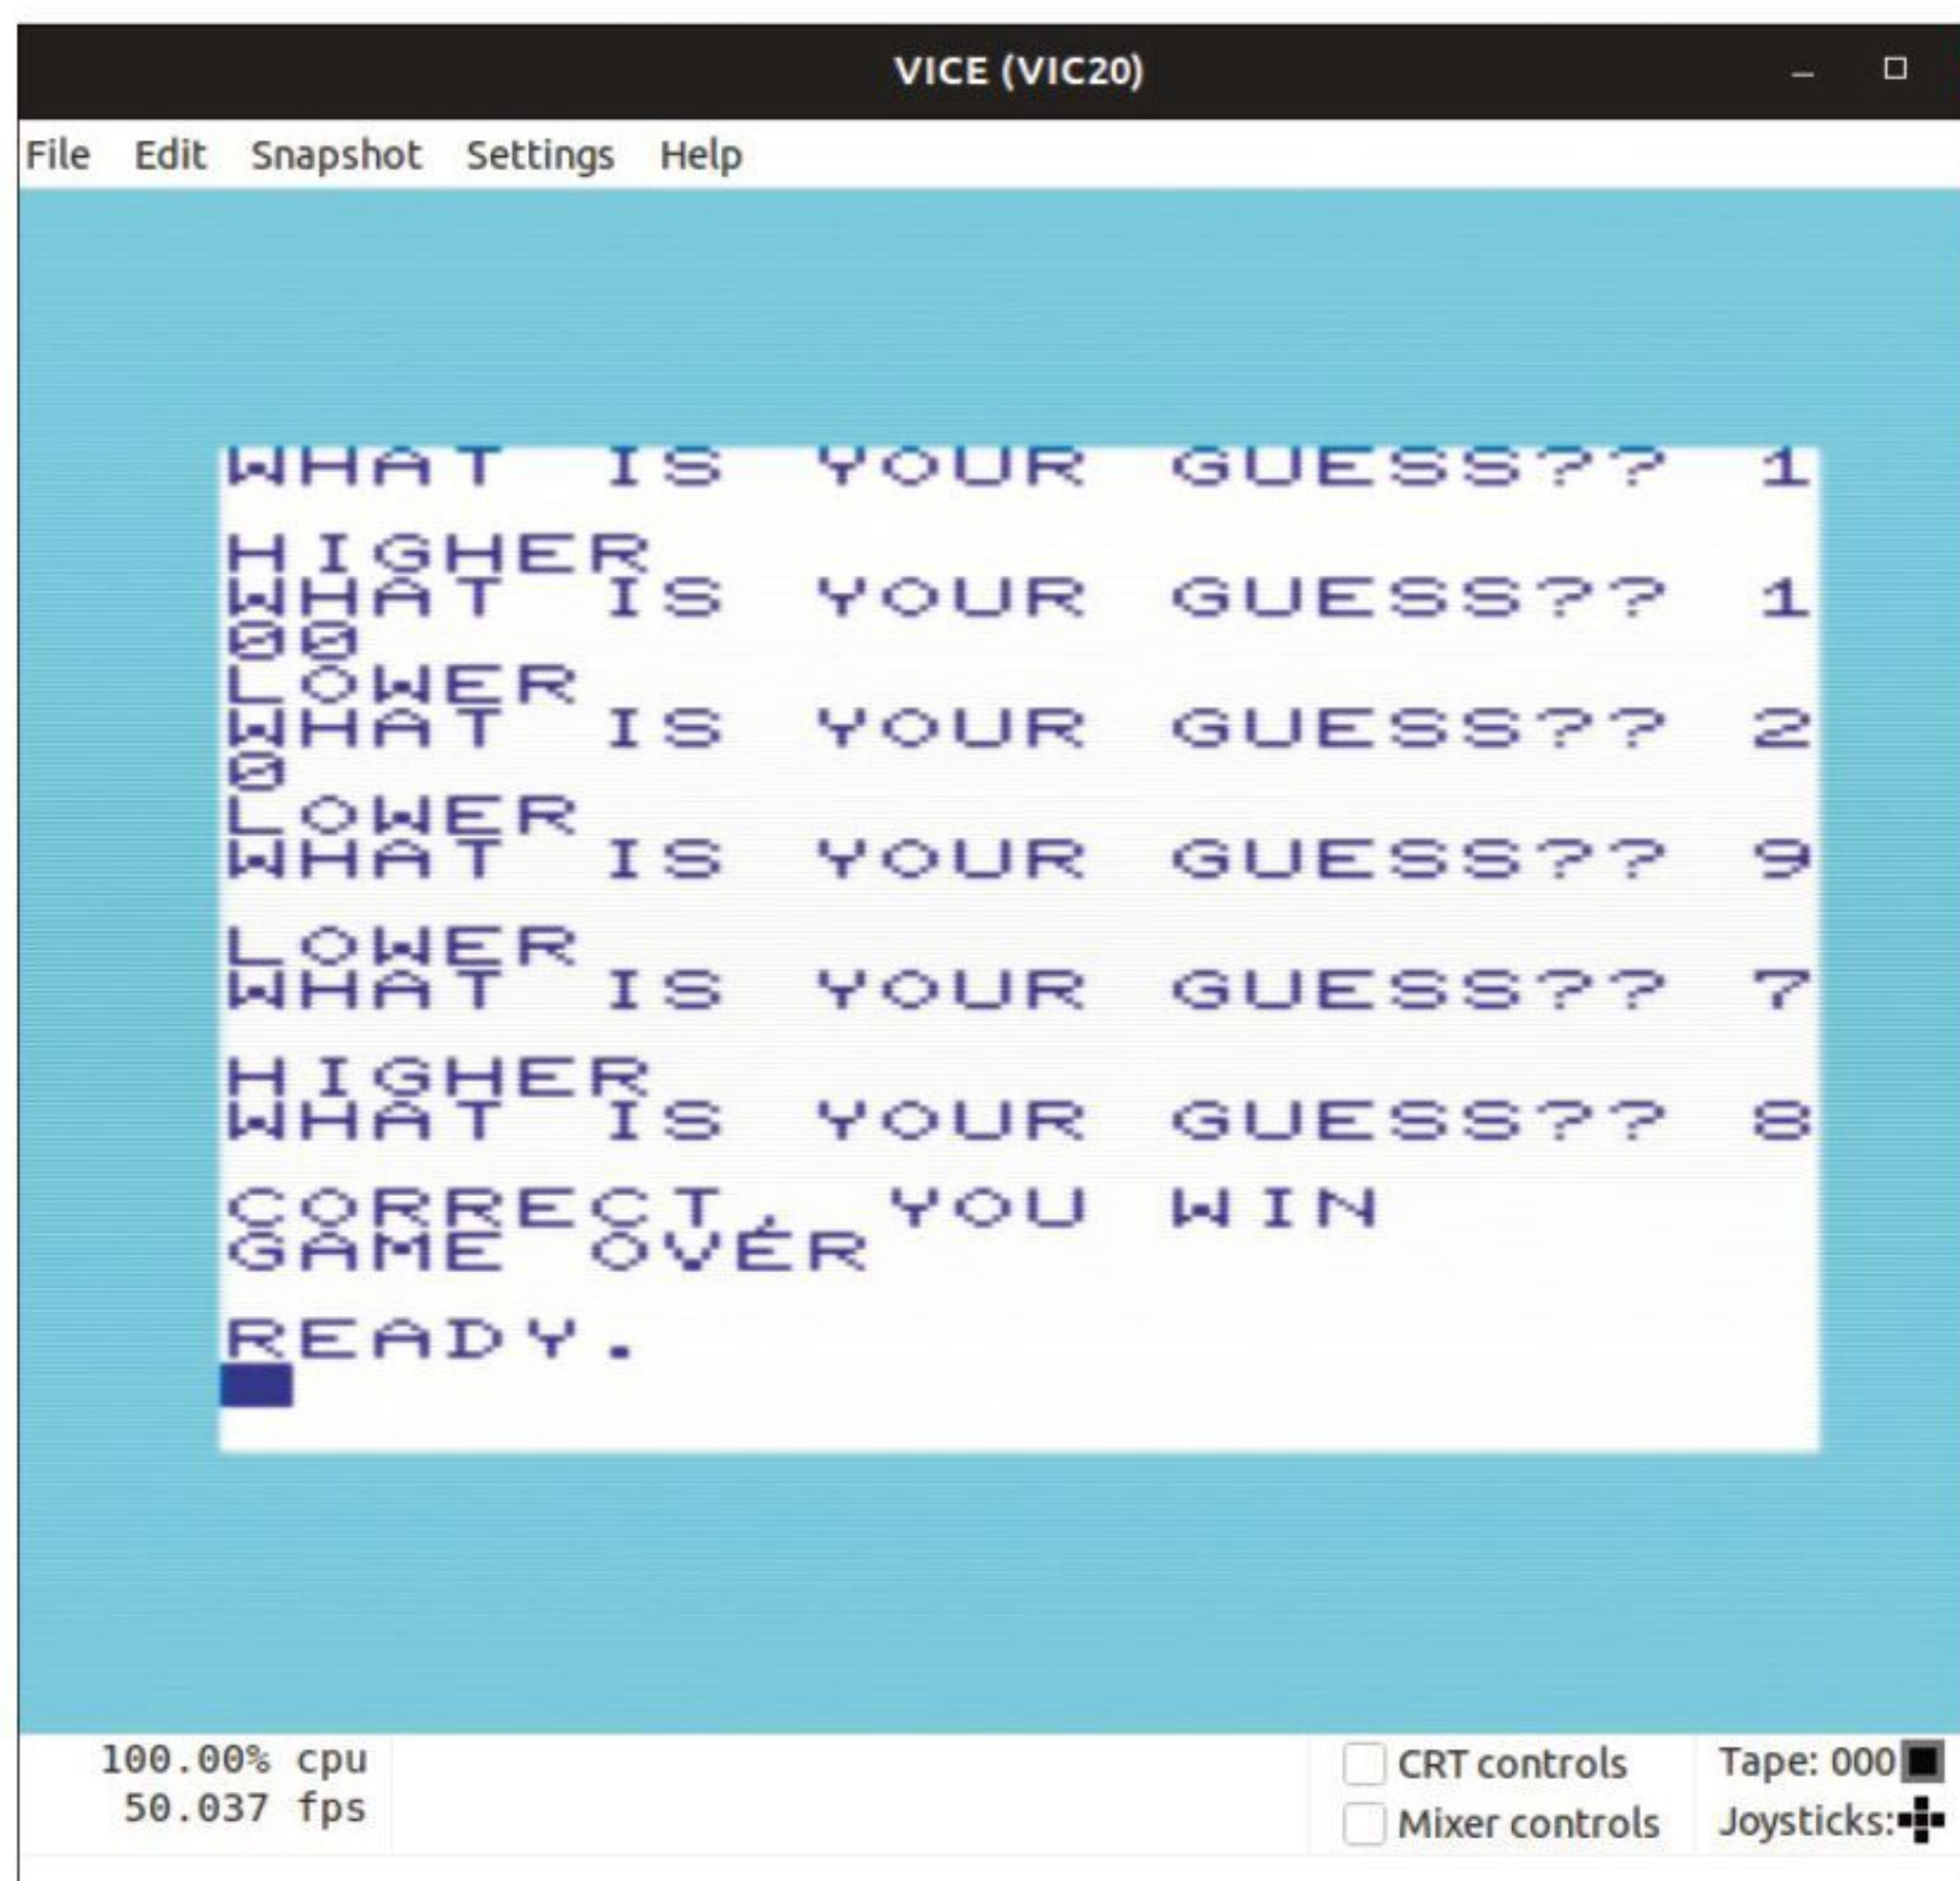 VICE (VIC20)
File Edit Snapshot Settings Help
WHAT IS YOUR GUESS?? 1
HIGHER
WHAT IS YOUR GUESS?? 1
00
LOWER
WHAT IS YOUR GUESS?? 2
0
LOWER
WHAT IS YOUR GUESS?? 9
LOWER
WHAT IS YOUR GUESS?? 7
HIGHER
WHAT IS YOUR GUESS?? 8
CORRECT, YOU WIN
GAME OVER
READY.
100.00% cpu
50.037 fps
CRT controls
Mixer controls
Tape: 000
Joysticks: